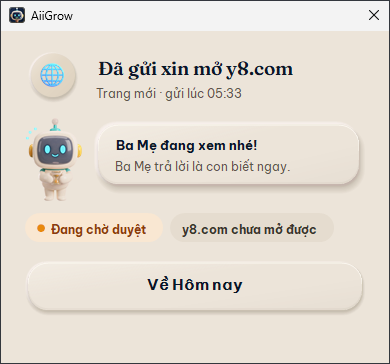 AiiGrow
Đã gửi xin mở y8.com
Trang mới · gửi lúc 05:33
Ba Mẹ đang xem nhé!
Ba Mẹ trả lời là con biết ngay.
Đang chờ duyệt
y8.com chưa mở được
Về Hôm nay